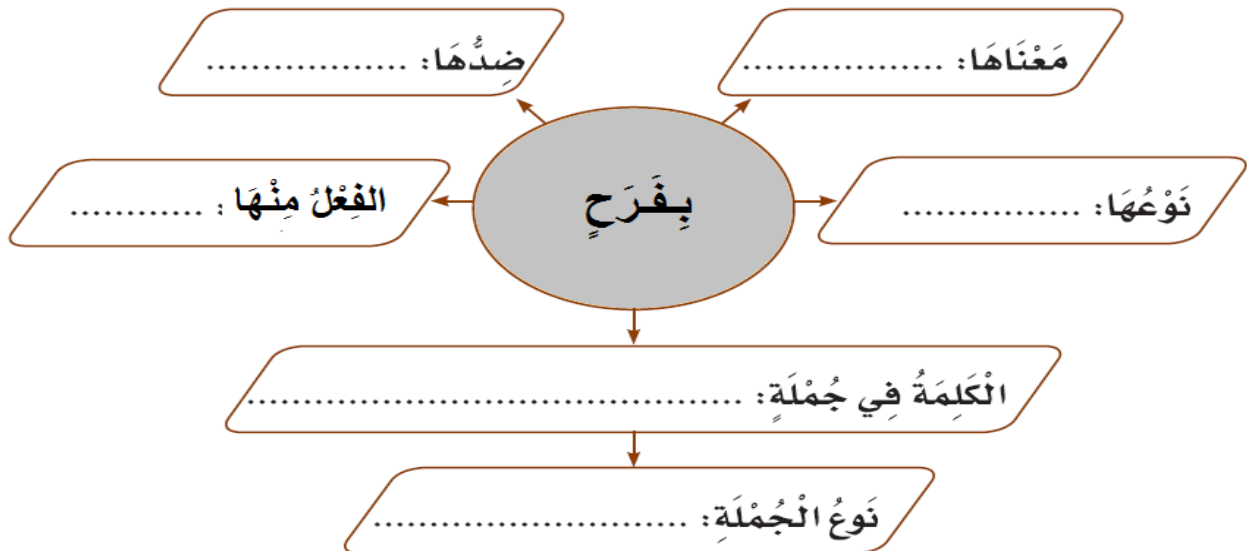 مَعْنَاهَا: ..................
ضِدُّهَا: ..................
بِفَرَحٍ
نَوْعُهَا: ................
الفِعْلُ مِنْهَا : ............
الْكَلِمَةُ فِي جُمْلَةٍ: .............................................
نَوعُ الْجُمْلَةِ: ............................